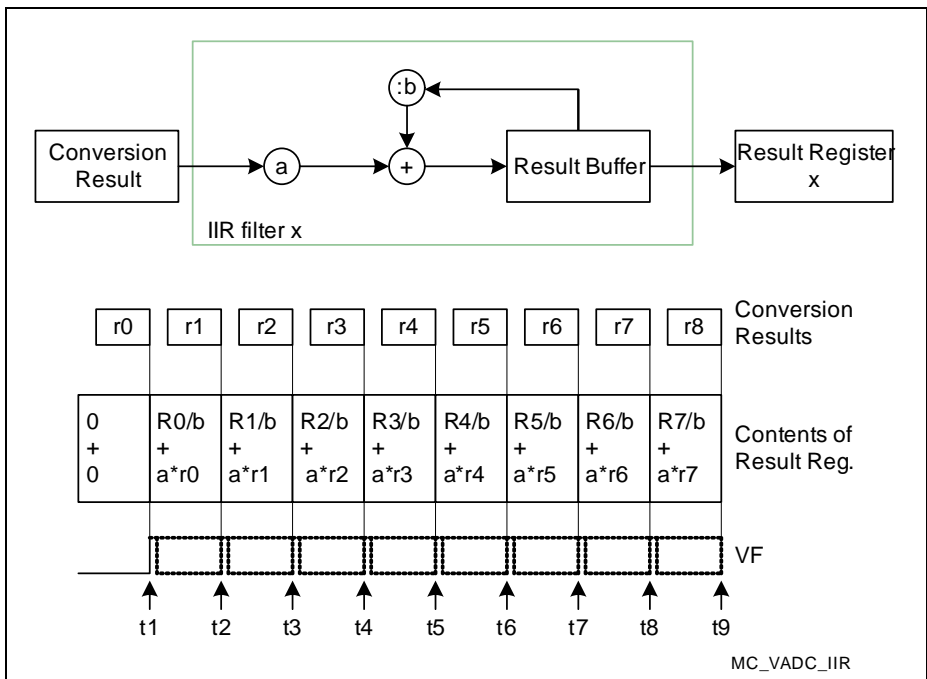 :b
Conversion
Result
a
+
Result Buffer
Result Register
x
IIR filter x
r0 r1 r2 r3 r4 r5 r6 r7 r8
Conversion
Results
0 R0/b R1/b R2/b R3/b R4/b R5/b R6/b R7/b
+ + + + + + + + +
0 a*r0 a*r1 a*r2 a*r3 a*r4 a*r5 a*r6 a*r7
Contents of
Result Reg.
VF
t1 t2 t3 t4 t5 t6 t7 t8 t9
MC_VADC_IIR